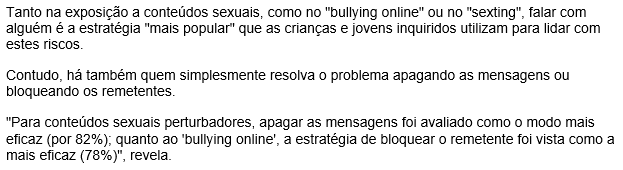 Tanto na exposição a conteúdos sexuais, como no "bullying online" ou no "sexting", falar com
alguém é a estratégia "mais popular" que as crianças e jovens inquiridos utilizam para lidar com
estes riscos.
Contudo, há também quem simplesmente resolva o problema apagando as mensagens ou
bloqueando os remetentes.
"Para conteúdos sexuais perturbadores, apagar as mensagens foi avaliado como o modo mais
eficaz (por 82%); quanto ao 'bullying online', a estratégia de bloquear o remetente foi vista como a
mais eficaz (78%)", revela.